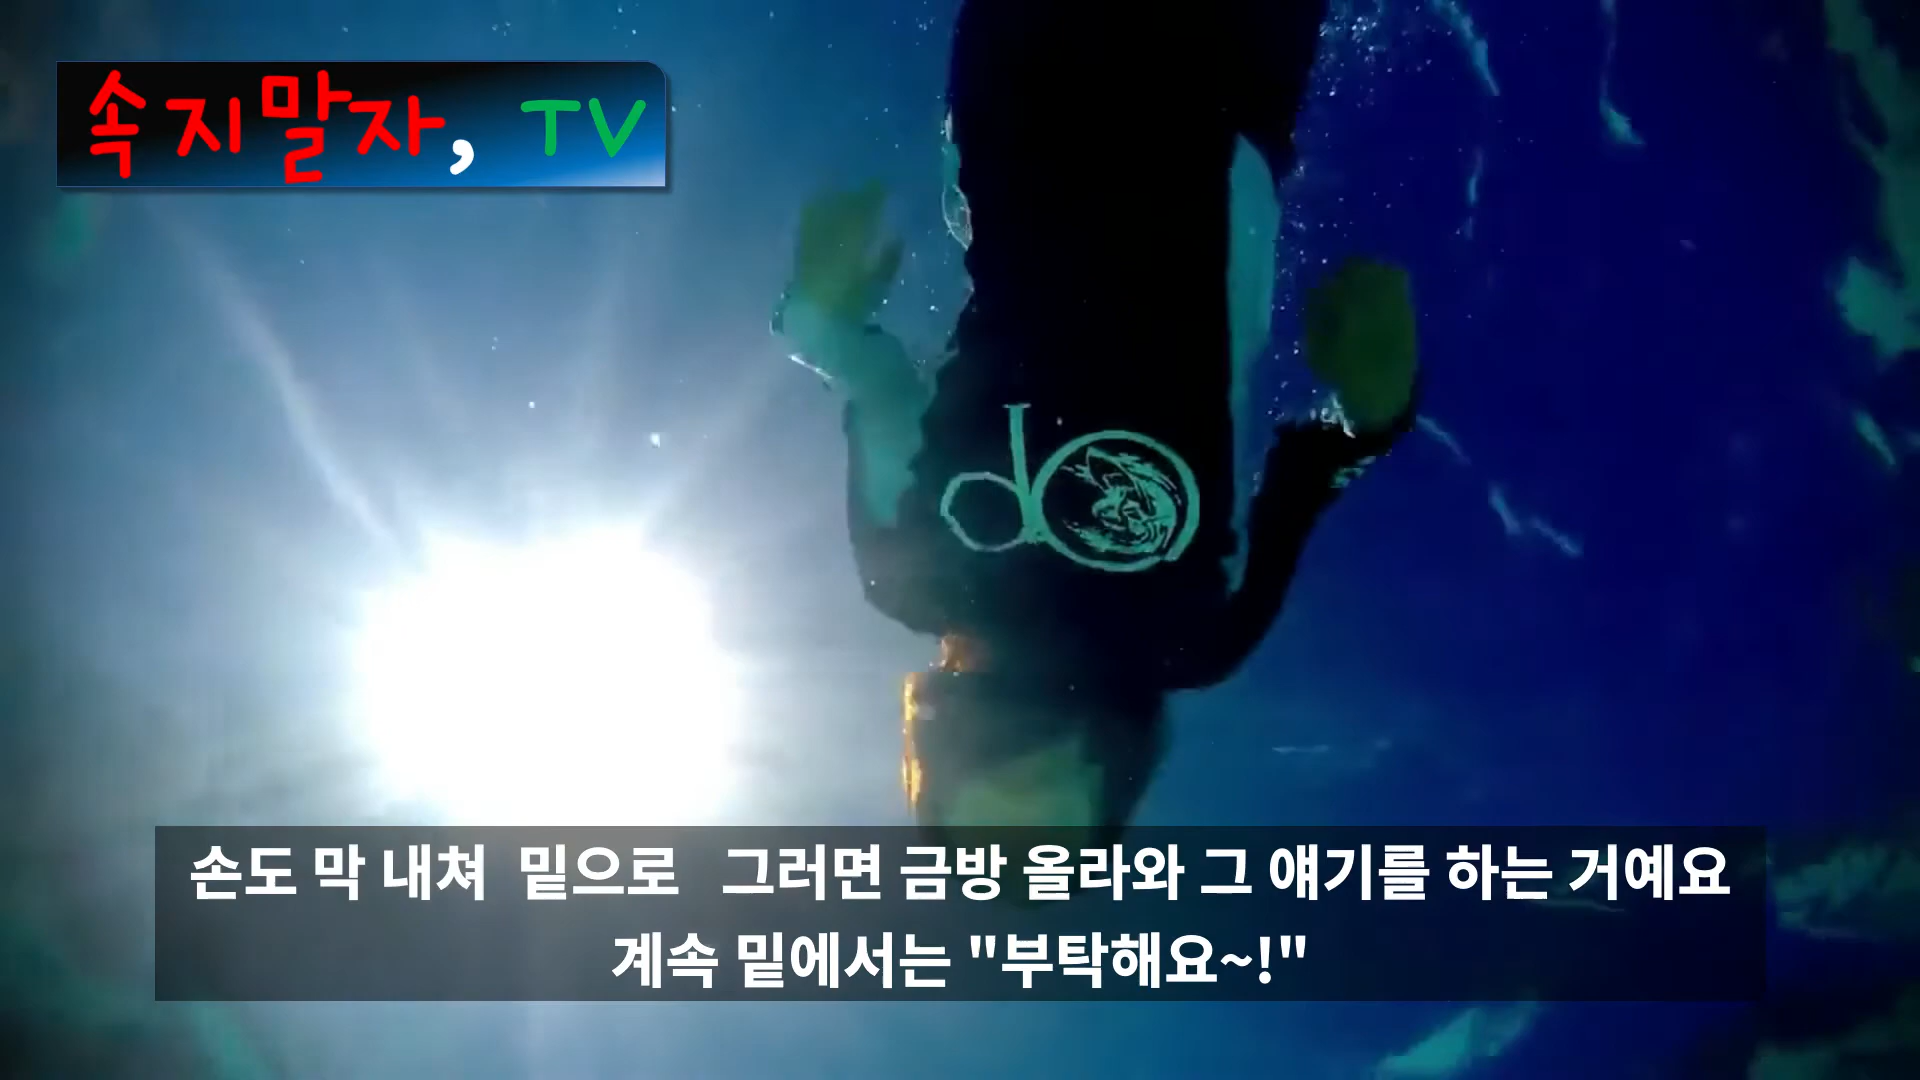 속지말자, TV
do
손도 막 내쳐 밑으로 그러면 금방 올라와 그 얘기를 하는 거예요
계속 밑에서는 "부탁해요~!"